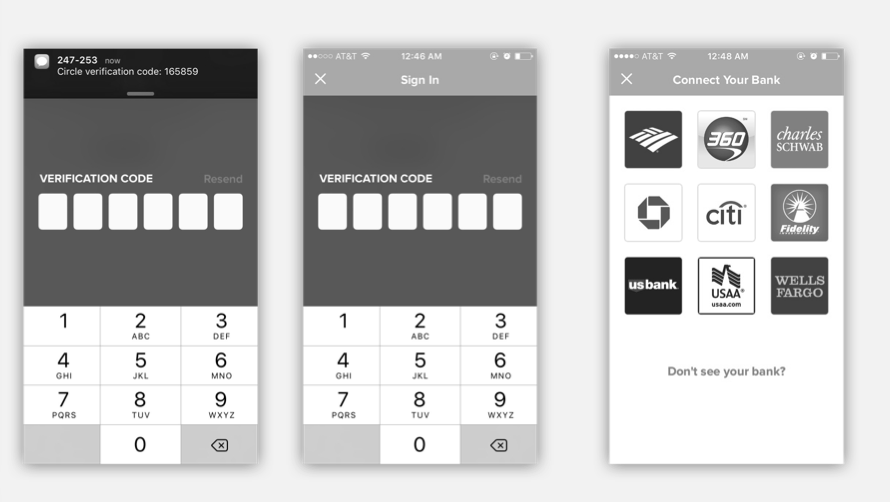 247-253 now
Circle verification code: 165859
VERIFICATION CODE Resend
1 2 3
ABC DEF
4 5 6
GHI JKL MNO
7 8 9
PQRS TUV WXYZ
0
AT&T 12:46 AM
Sign In
VERIFICATION CODE Resend
1 2 3
ABC DEF
4 5 6
GHI JKL MNO
7 8 9
PQRS TUV WXYZ
0
AT&T 12:48 AM
Connect Your Bank
360
charles
SCHWAB
citi
Fidelity
usbank
USAA
usaa.com
WELLS
FARGO
Don't see your bank?